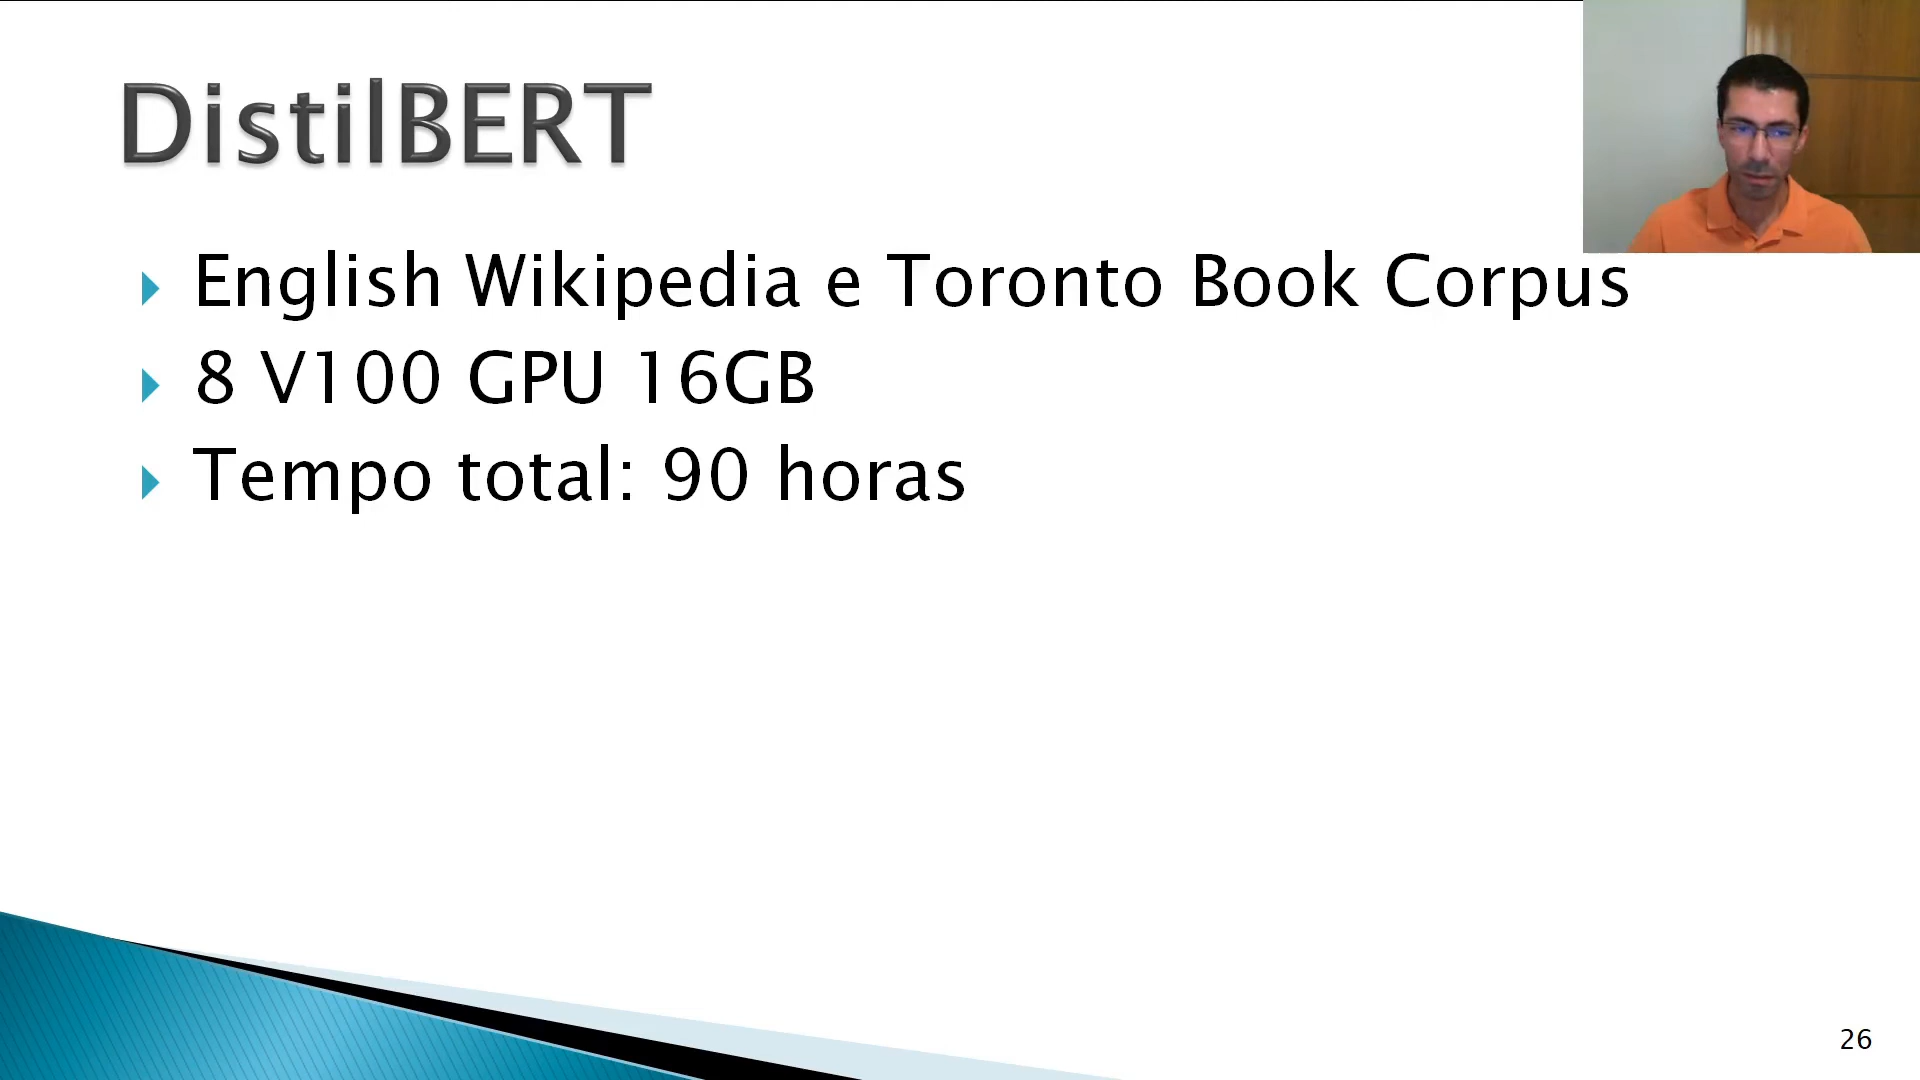 DistilBERT
English Wikipedia e Toronto Book Corpus
8 V100 GPU 16GB
Tempo total: 90 horas
26